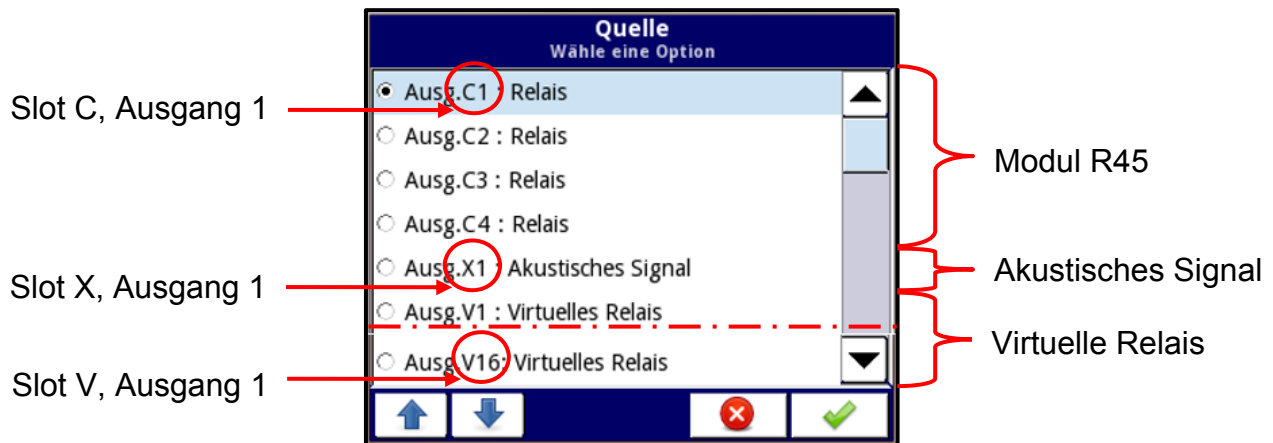 Quelle
Wähle eine Option
Slot C, Ausgang 1
Ausg.C1 : Relais
Ausg.C2 : Relais
Ausg.C3 : Relais
Ausg.C4 : Relais
Modul R45
Slot X, Ausgang 1
Ausg.X1 : Akustisches Signal
Akustisches Signal
Ausg.V1 : Virtuelles Relais
Virtuelle Relais
Slot V, Ausgang 1
Ausg.V16: Virtuelles Relais